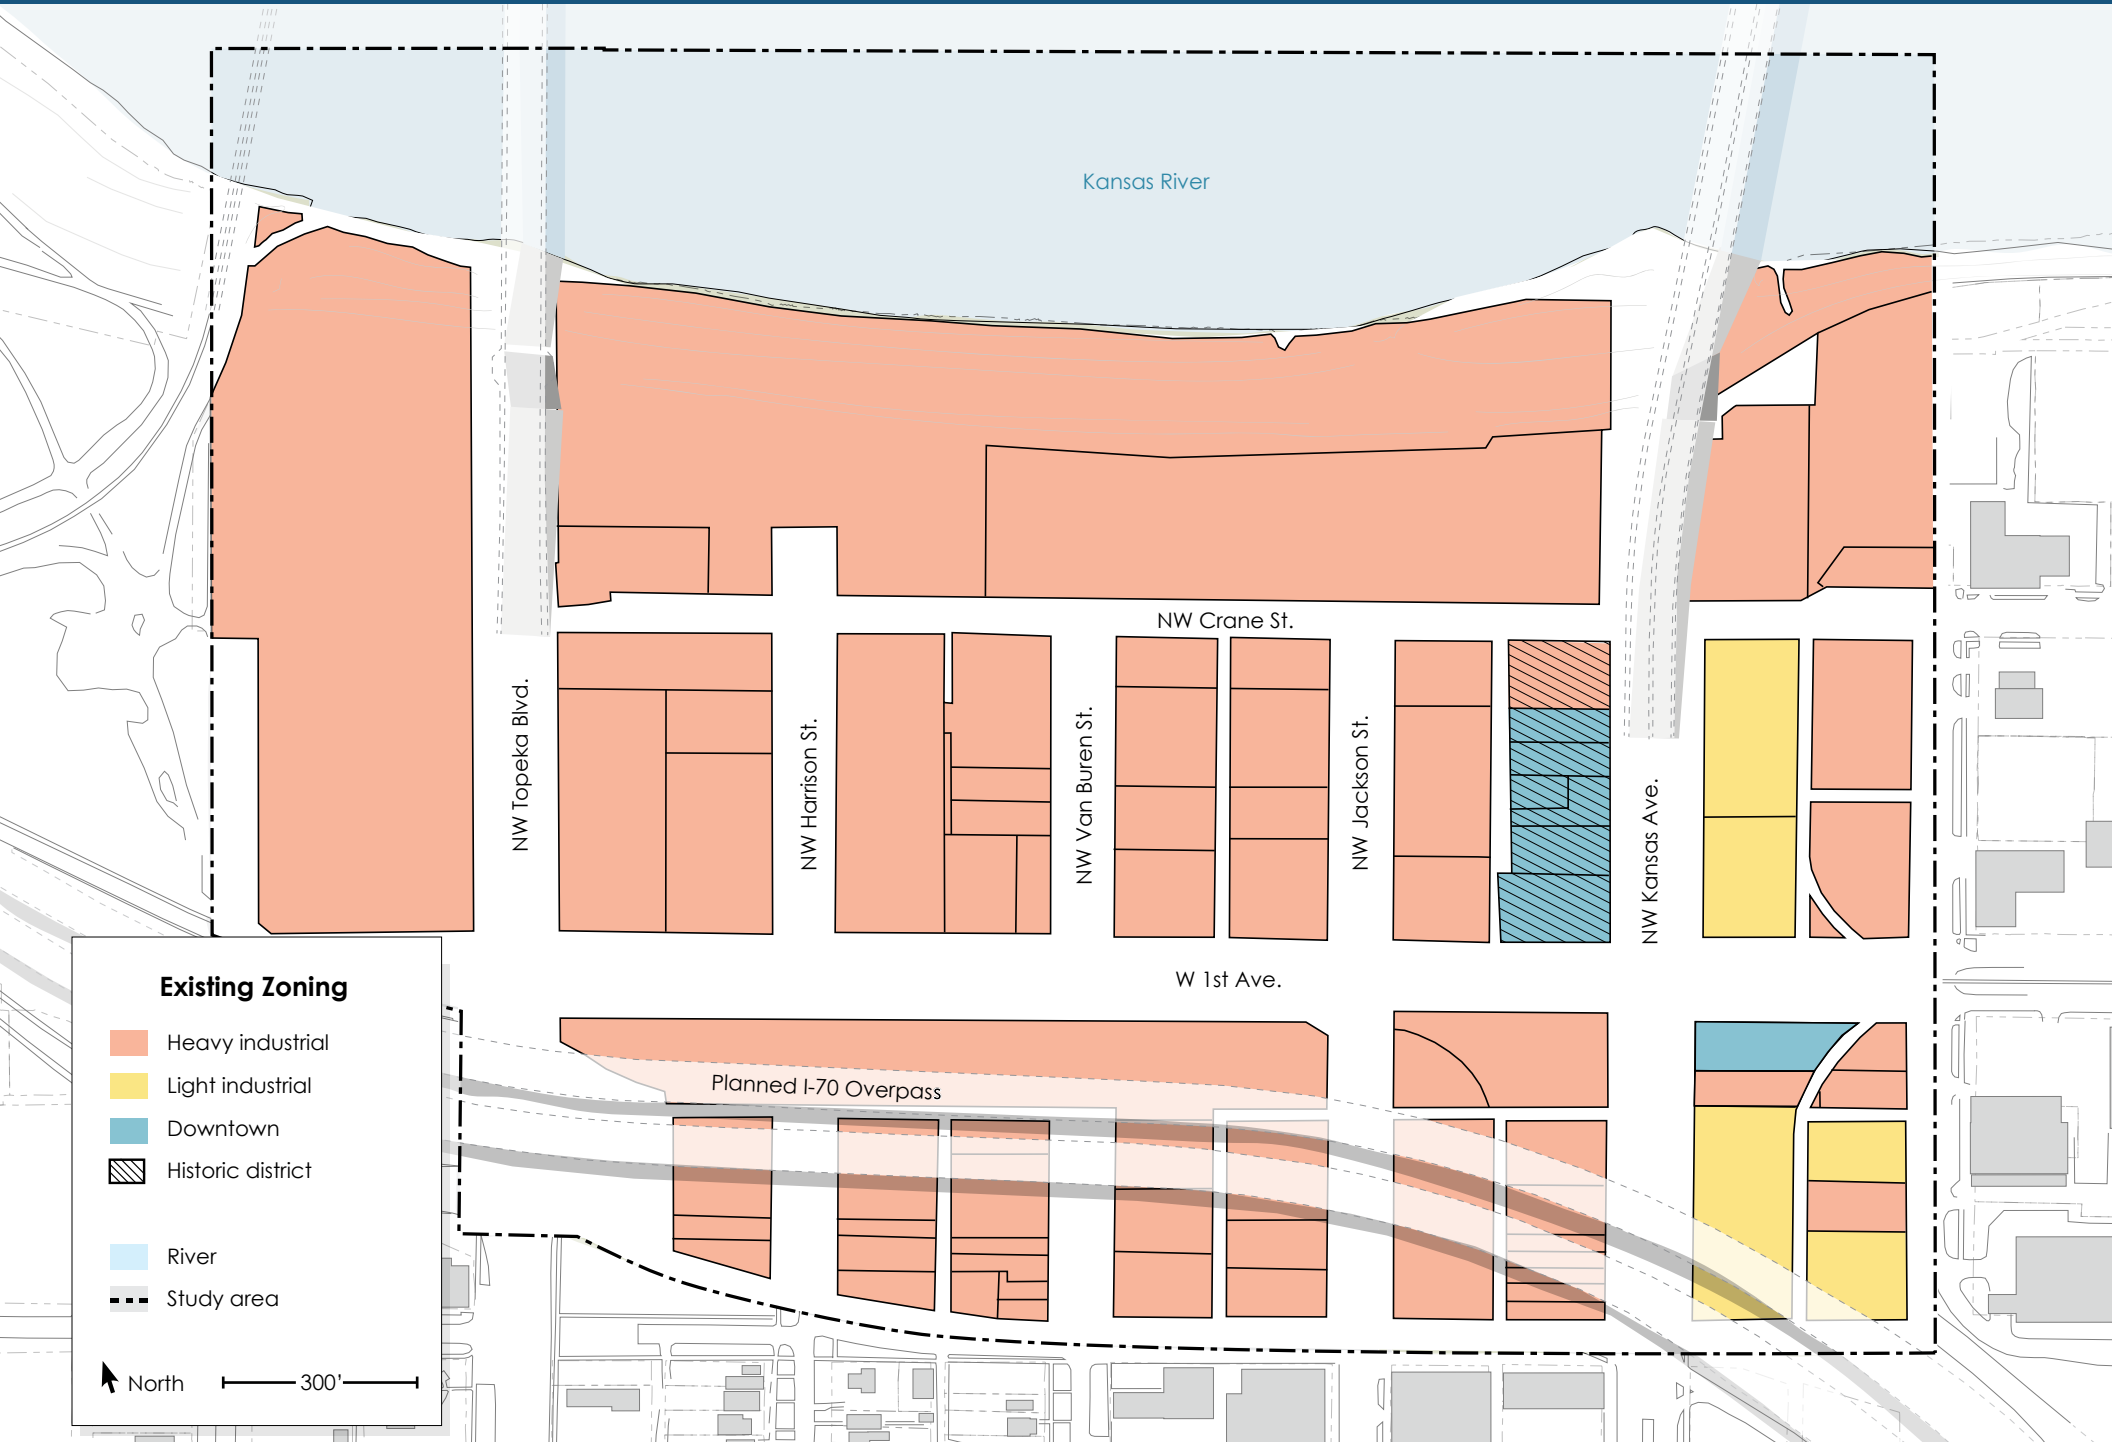 Kansas River
NW Crane St.
NW Topeka Blvd.
NW Harrison St.
NW Van Buren St.
NW Jackson St.
NW Kansas Ave.
W 1st Ave.
Planned I-70 Overpass
Existing Zoning
Heavy industrial
Light industrial
Downtown
Historic district
River
Study area
North
300'